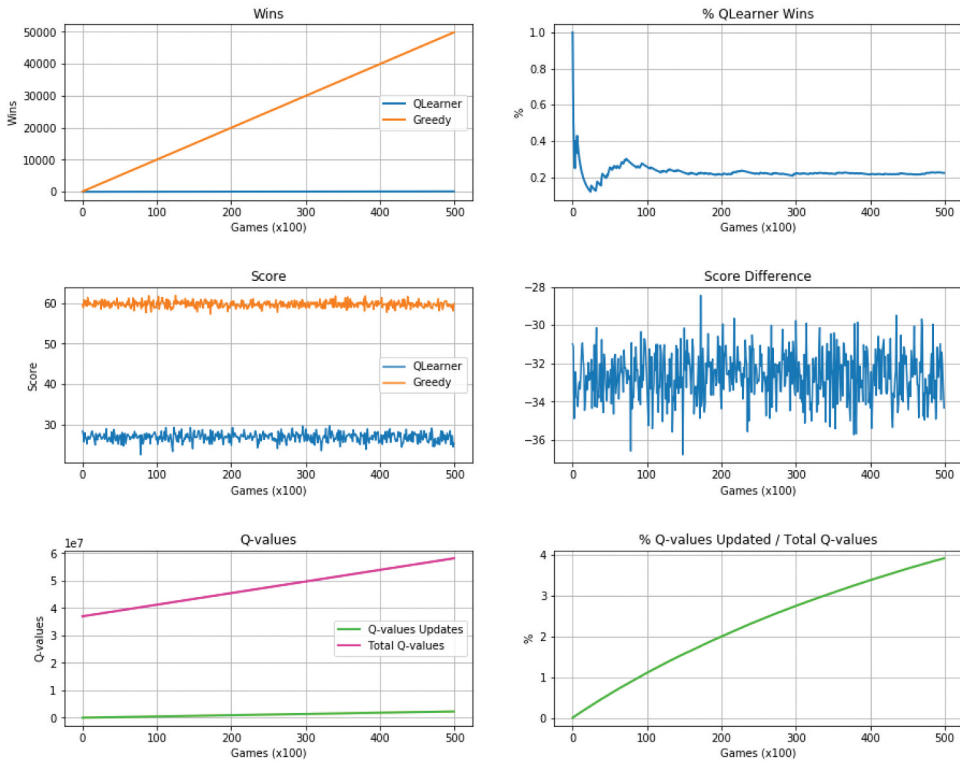 Wins
50000
40000
30000
20000
10000
0
Wins
QLearner
Greedy
0 100 200 300 400 500
Games (x100)
% QLearner Wins
1.0
0.8
0.6
0.4
0.2
%
0 100 200 300 400 500
Games (x100)
Score
60
50
40
30
Score
QLearner
Greedy
0 100 200 300 400 500
Games (x100)
Score Difference
−28
−30
−32
−34
−36
0 100 200 300 400 500
Games (x100)
Q-values
1e7
6
5
4
3
2
1
0
Q-values
Q-values Updates
Total Q-values
0 100 200 300 400 500
Games (x100)
% Q-values Updated / Total Q-values
4
3
2
1
0
%
0 100 200 300 400 500
Games (x100)